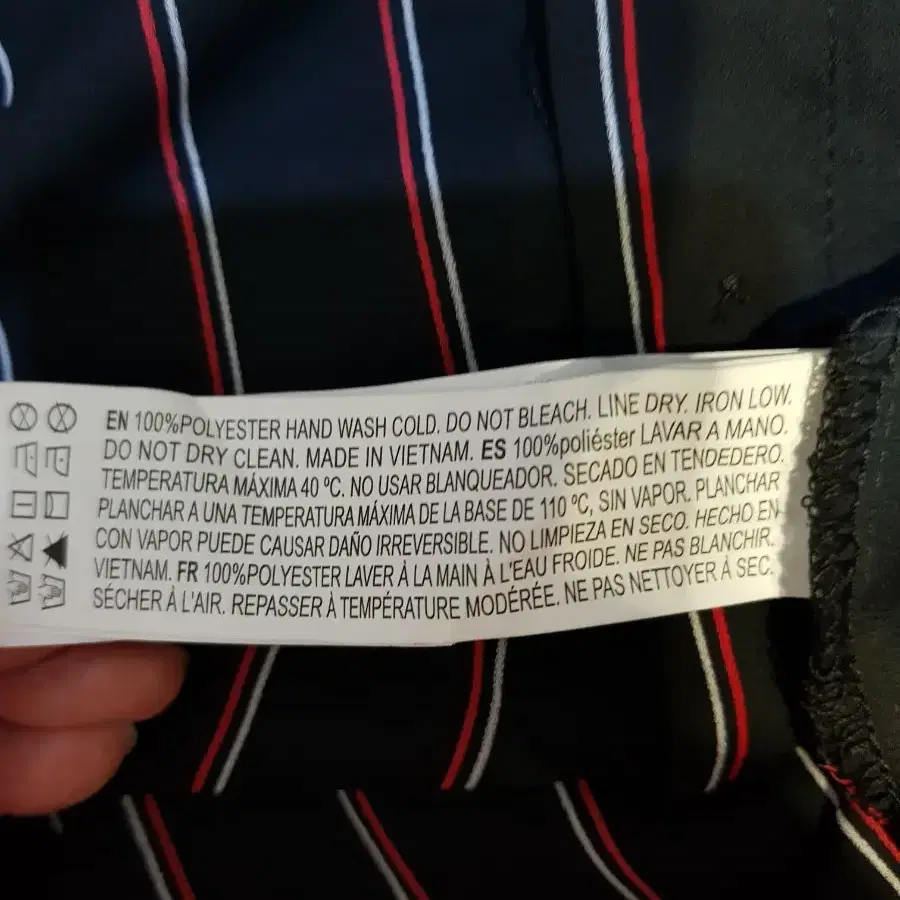 EN 100%POLYESTER HAND WASH COLD. DO NOT BLEACH. LINE DRY. IRON LOW.
DO NOT DRY CLEAN. MADE IN VIETNAM. ES 100%poliéster LAVAR A MANO.
TEMPERATURA MÁXIMA 40 ºC. NO USAR BLANQUEADOR. SECADO EN TENDEDERO.
PLANCHAR A UNA TEMPERATURA MÁXIMA DE LA BASE DE 110 ºC, SIN VAPOR. PLANCHAR
CON VAPOR PUEDE CAUSAR DAÑO IRREVERSIBLE. NO LIMPIEZA EN SECO. HECHO EN
VIETNAM. FR 100%POLYESTER LAVER À LA MAIN À L'EAU FROIDE. NE PAS BLANCHIR.
SÉCHER À L'AIR. REPASSER À TEMPÉRATURE MODÉRÉE. NE PAS NETTOYER À SEC.